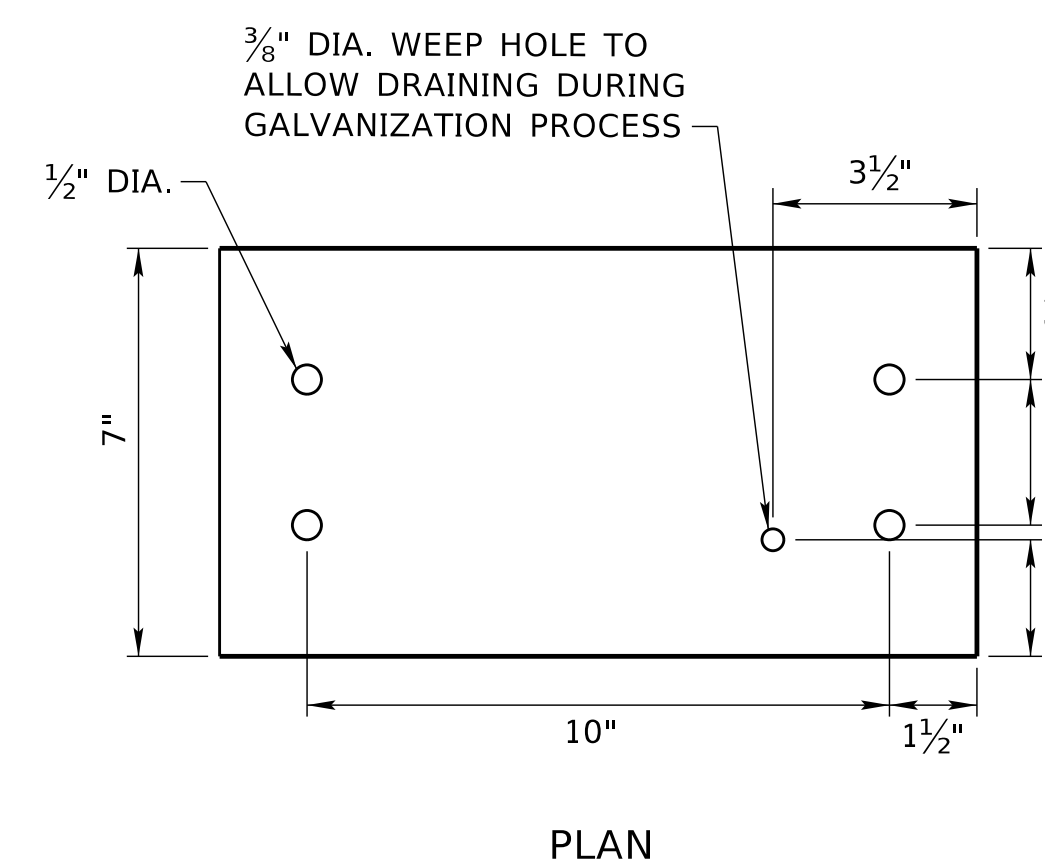 ⅜" DIA. WEEP HOLE TO
ALLOW DRAINING DURING
GALVANIZATION PROCESS
½" DIA.
3½"
7"
10"
1½"
PLAN